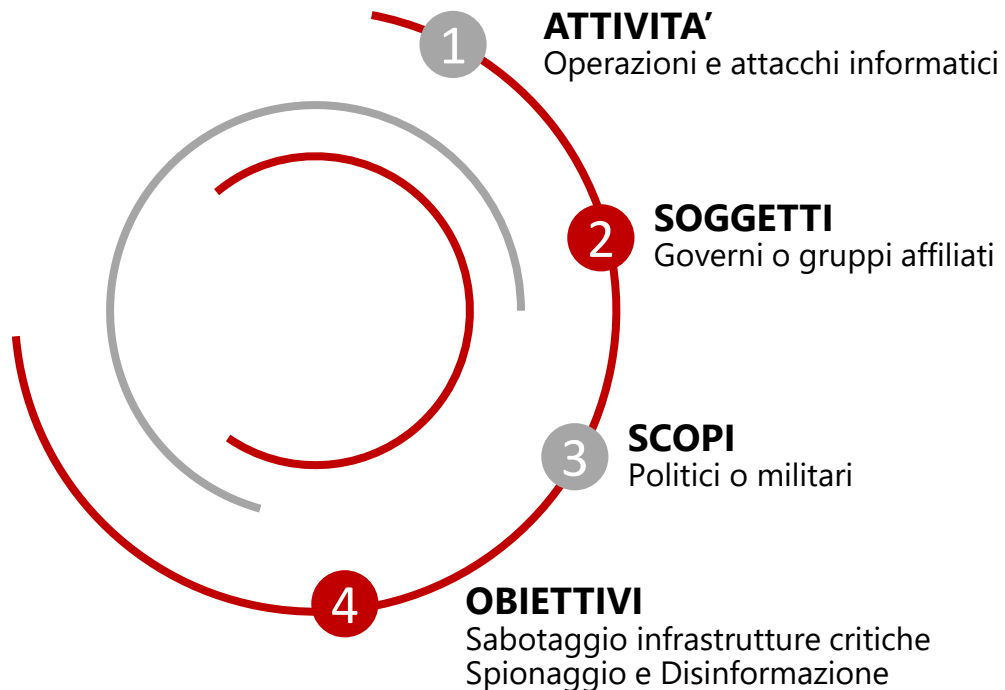 1
ATTIVITA’
Operazioni e attacchi informatici
2
SOGGETTI
Governi o gruppi affiliati
3
SCOPI
Politici o militari
4
OBIETTIVI
Sabotaggio infrastrutture critiche
Spionaggio e Disinformazione